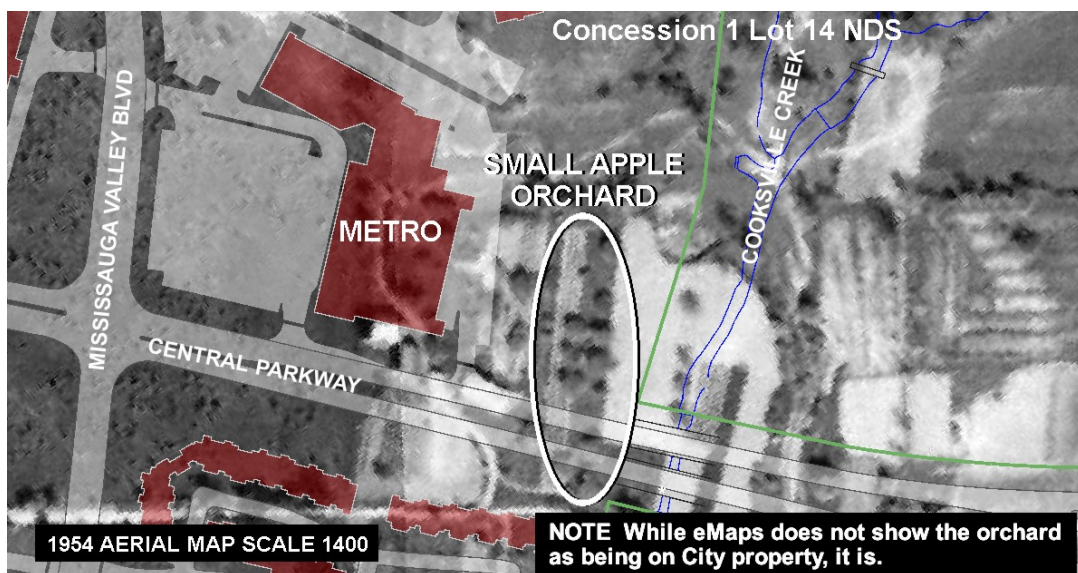 Concession 1 Lot 14 NDS
MISSISSAUGA VALLEY BLVD
COOKSVILLE CREEK
SMALL APPLE
ORCHARD
METRO
CENTRAL PARKWAY
1954 AERIAL MAP SCALE 1400
NOTE  While eMaps does not show the orchard
as being on City property, it is.